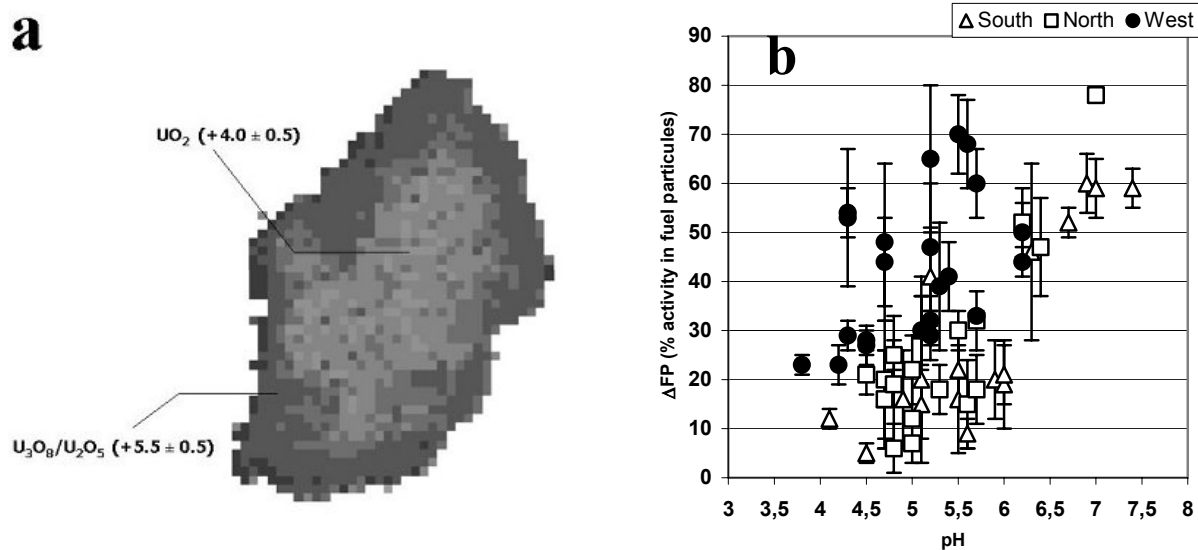 a
UO₂ (+4.0 ± 0.5)
U₃O₈/U₂O₅ (+5.5 ± 0.5)
South North West
b
ΔFP (% activity in fuel particules)
90
80
70
60
50
40
30
20
10
0
3 3,5 4 4,5 5 5,5 6 6,5 7 7,5 8
pH